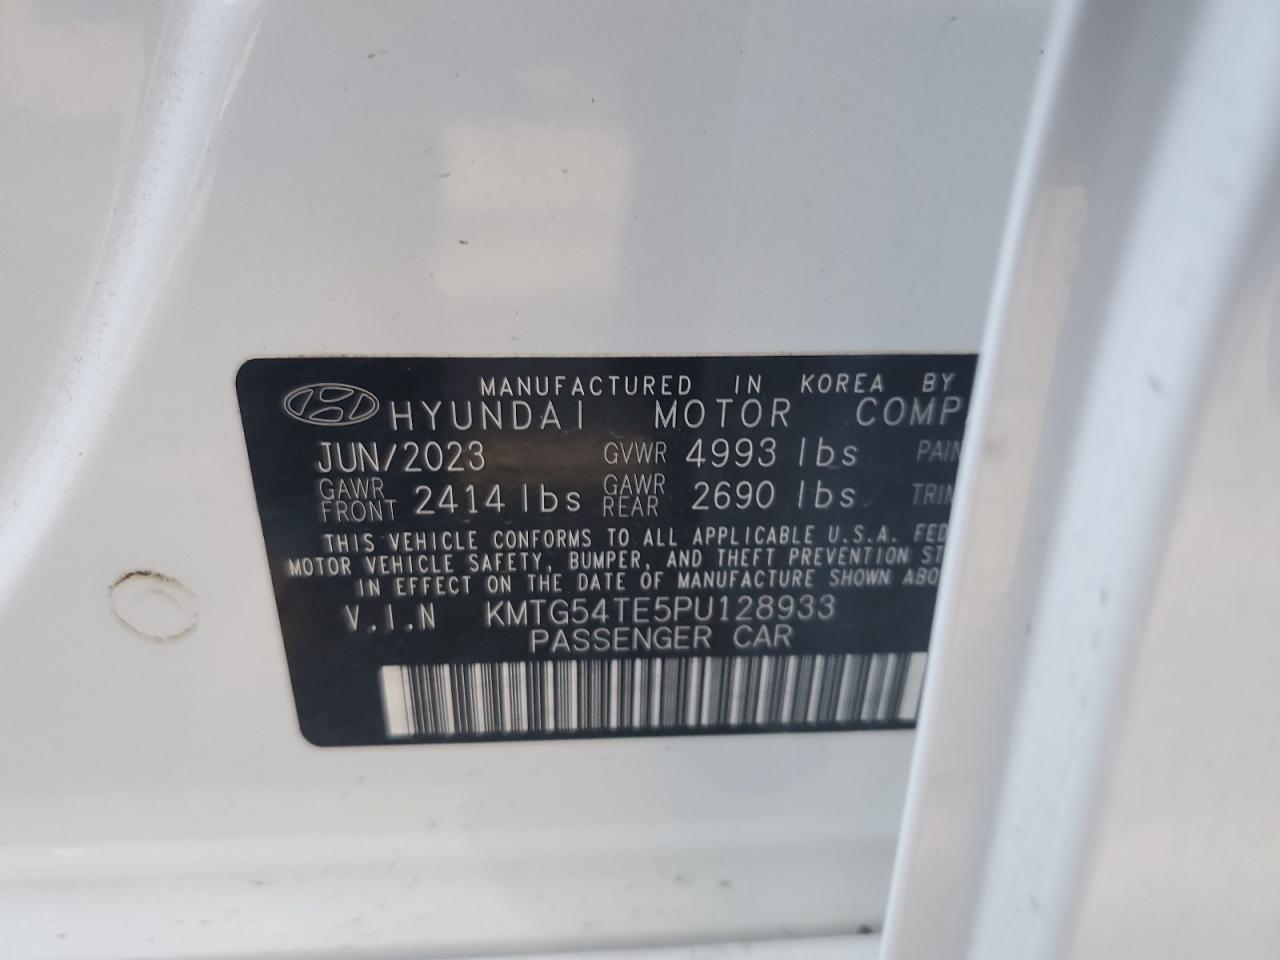 MANUFACTURED IN KOREA BY
HYUNDAI MOTOR COMP
JUN/2023 GVWR 4993 lbs PAIN
GAWR FRONT 2414 lbs GAWR REAR 2690 lbs TRIM
THIS VEHICLE CONFORMS TO ALL APPLICABLE U.S.A. FED
MOTOR VEHICLE SAFETY, BUMPER, AND THEFT PREVENTION ST
IN EFFECT ON THE DATE OF MANUFACTURE SHOWN ABO
V.I.N KMTG54TE5PU128933
PASSENGER CAR